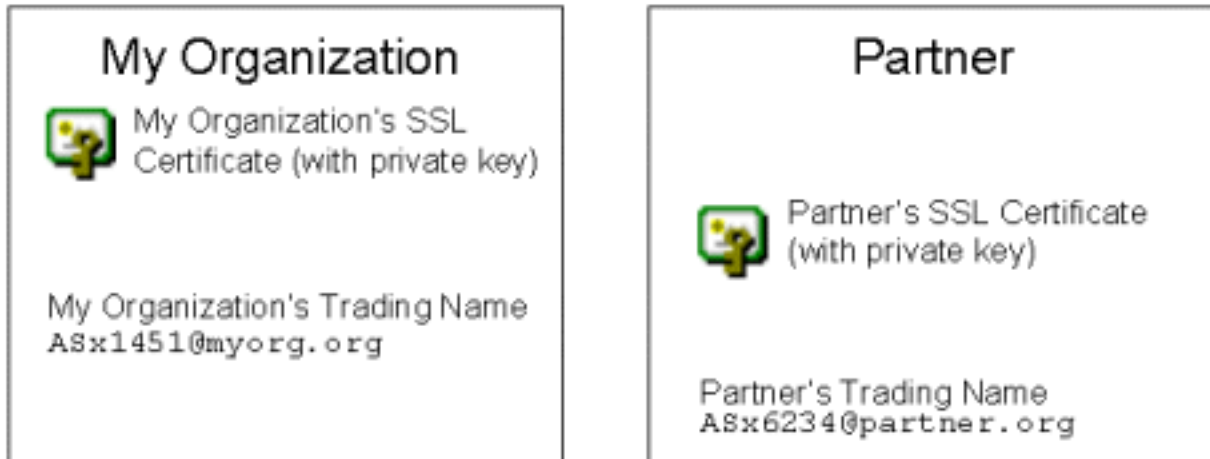 My Organization
My Organization's SSL
Certificate (with private key)
My Organization's Trading Name
ASx1451@myorg.org
Partner
Partner's SSL Certificate
(with private key)
Partner's Trading Name
ASx6234@partner.org